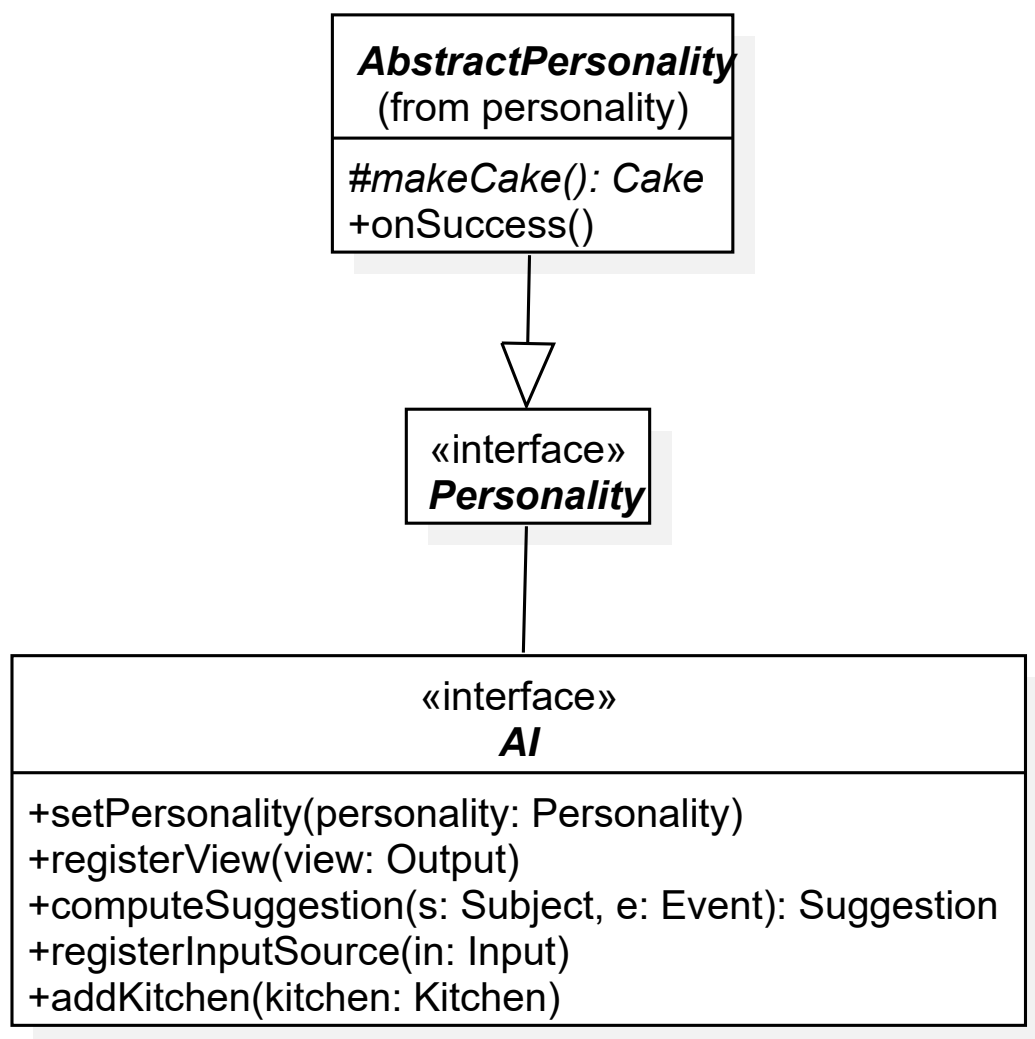 AbstractPersonality
(from personality)
#makeCake(): Cake
+onSuccess()
«interface»
Personality
«interface»
AI
+setPersonality(personality: Personality)
+registerView(view: Output)
+computeSuggestion(s: Subject, e: Event): Suggestion
+registerInputSource(in: Input)
+addKitchen(kitchen: Kitchen)